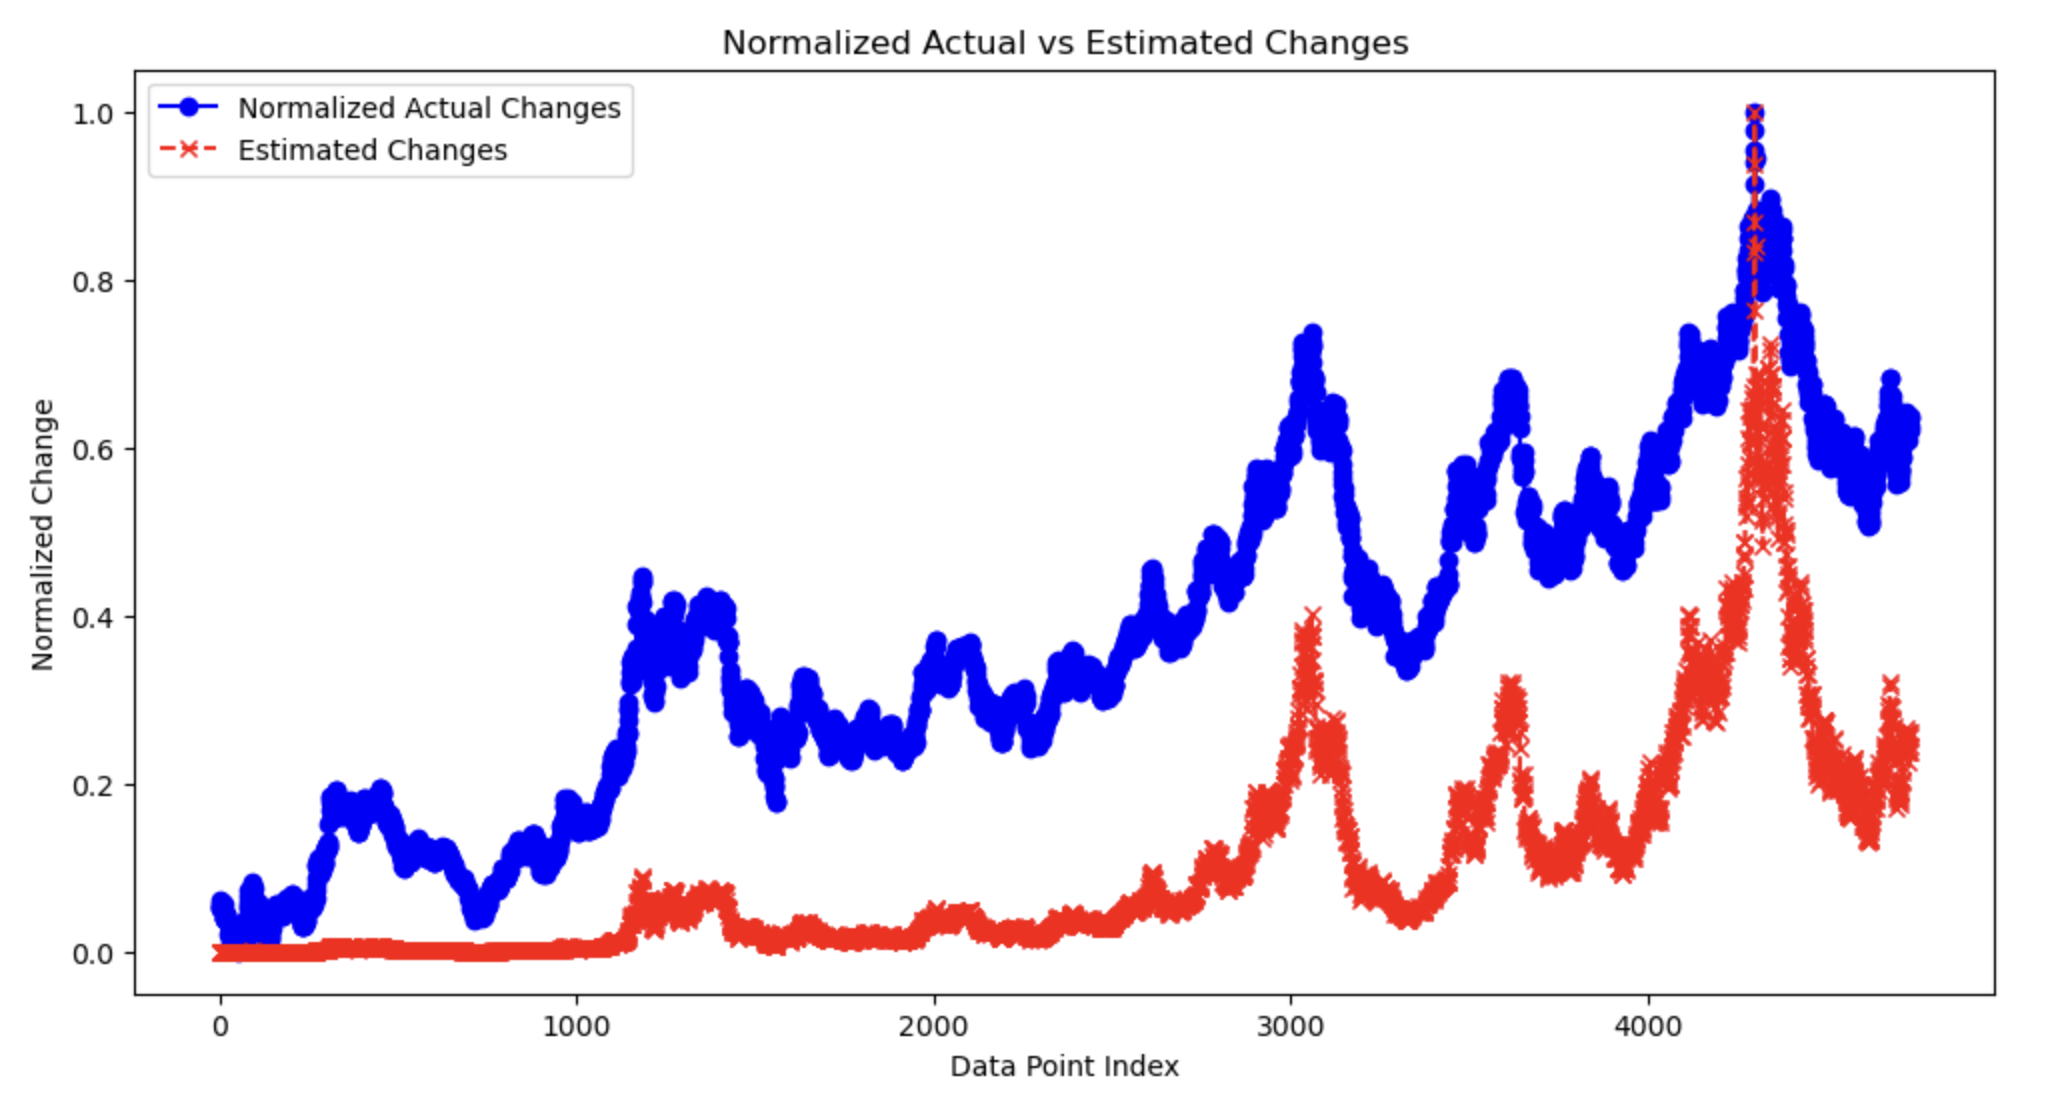 Normalized Actual vs Estimated Changes
Normalized Actual Changes
Estimated Changes
1.0
0.8
0.6
0.4
0.2
0.0
Normalized Change
0 1000 2000 3000 4000
Data Point Index